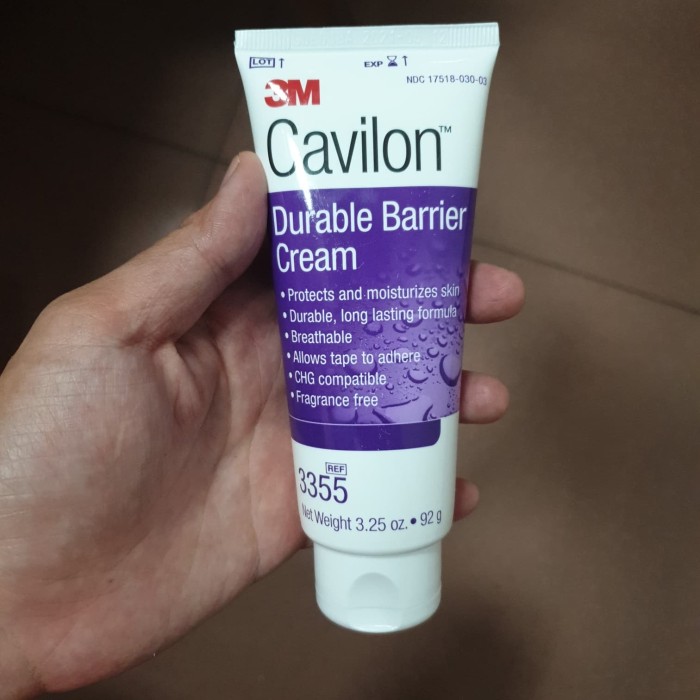 LOT EXP
NDC 17518-030-03
3M
Cavilon™
Durable Barrier
Cream
• Protects and moisturizes skin
• Durable, long lasting formula
• Breathable
• Allows tape to adhere
• CHG compatible
• Fragrance free
REF
3355
Net Weight 3.25 oz. • 92 g